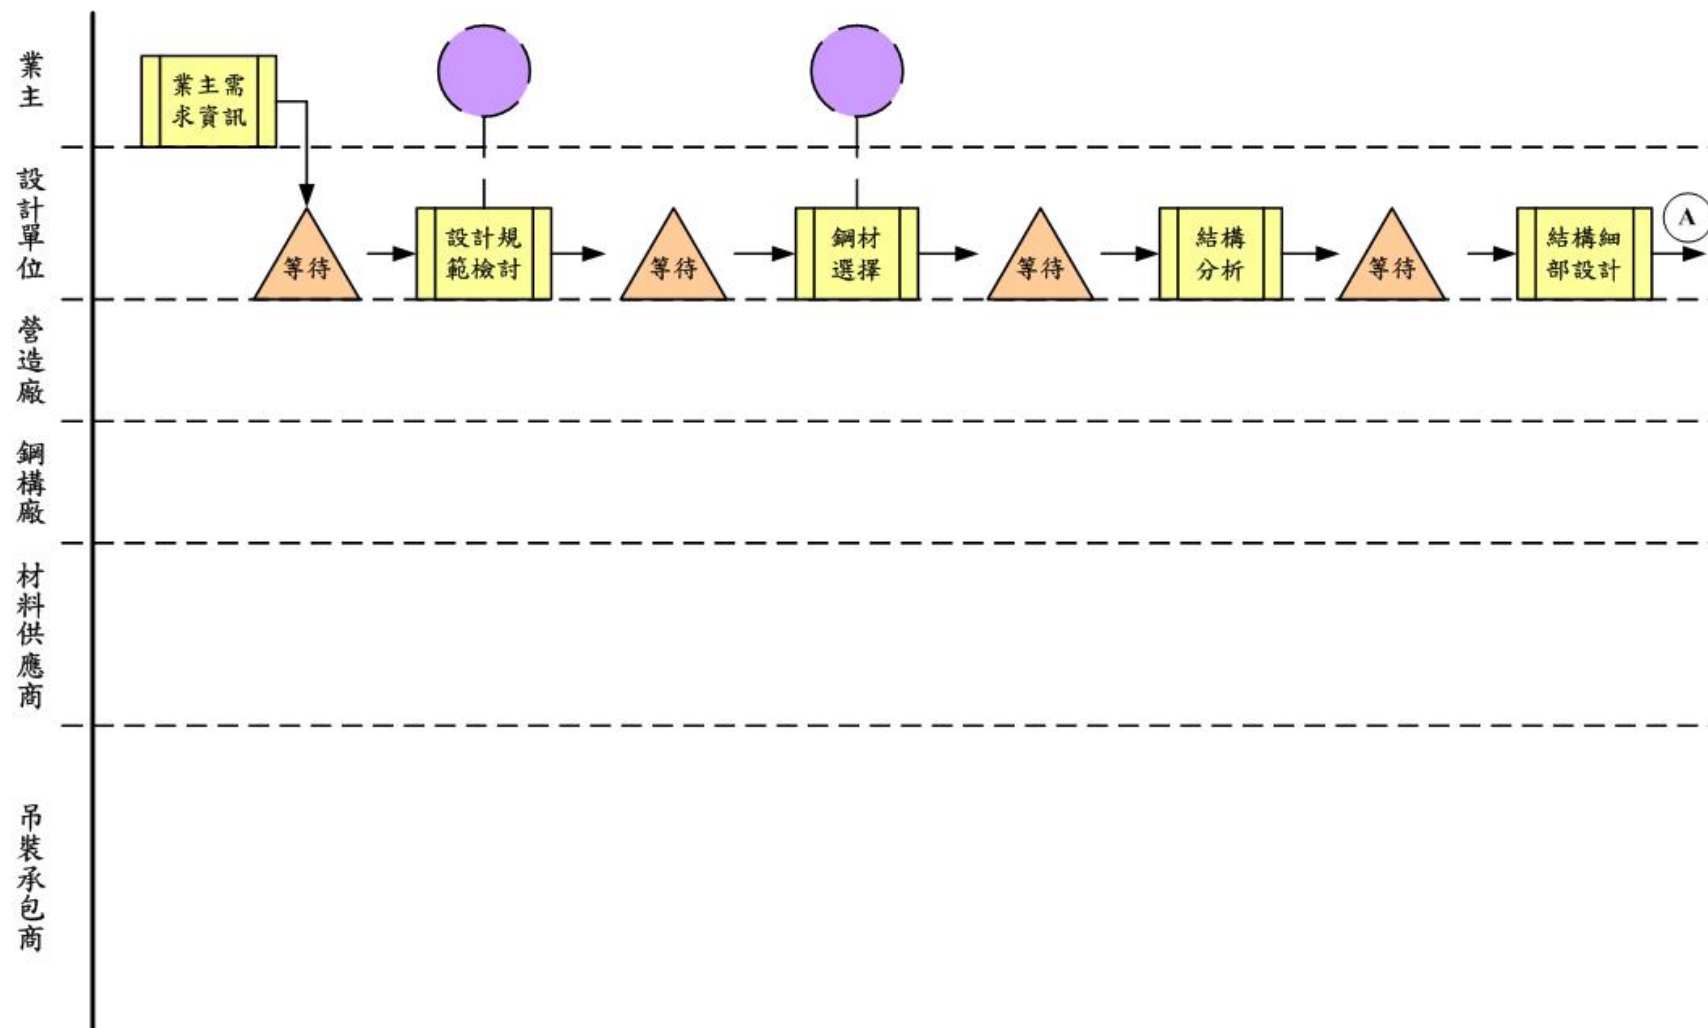 業主
業主需
求資訊
設計單位
等待
設計規
範檢討
等待
鋼材
選擇
等待
結構
分析
等待
結構細
部設計
A
營造廠
鋼構廠
材料供應商
吊裝承包商